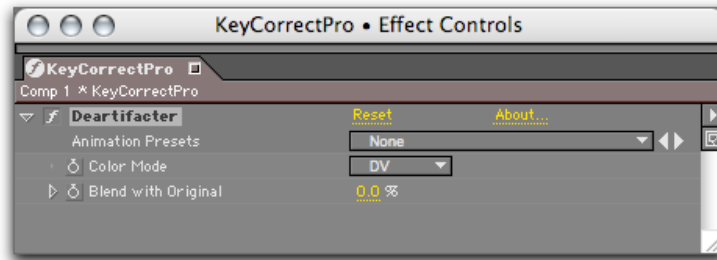 KeyCorrectPro • Effect Controls
KeyCorrectPro
Comp 1 * KeyCorrectPro
f Deartifacter Reset About...
Animation Presets None
Color Mode DV
Blend with Original 0.0 %